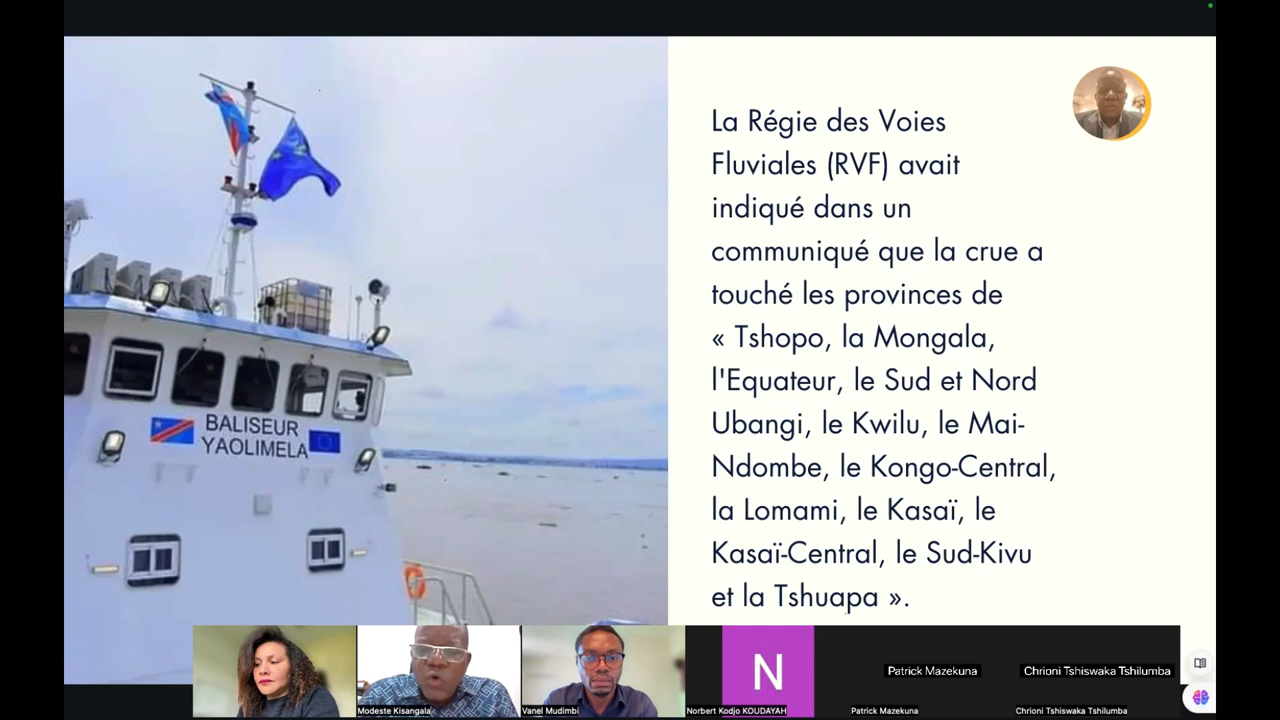 La Régie des Voies
Fluviales (RVF) avait
indiqué dans un
communiqué que la crue a
touché les provinces de
« Tshopo, la Mongala,
l'Equateur, le Sud et Nord
Ubangi, le Kwilu, le Mai-
Ndombe, le Kongo-Central,
la Lomami, le Kasaï, le
Kasaï-Central, le Sud-Kivu
et la Tshuapa ».
BALISEUR
YAOLIMELA
N
Patrick Mazekuna
Chrioni Tshiswaka Tshilumba
Modeste Kisangala
Vanel Mudimbi
Norbert Kodjo KOUDAYAH
Patrick Mazekuna
Chrioni Tshiswaka Tshilumba